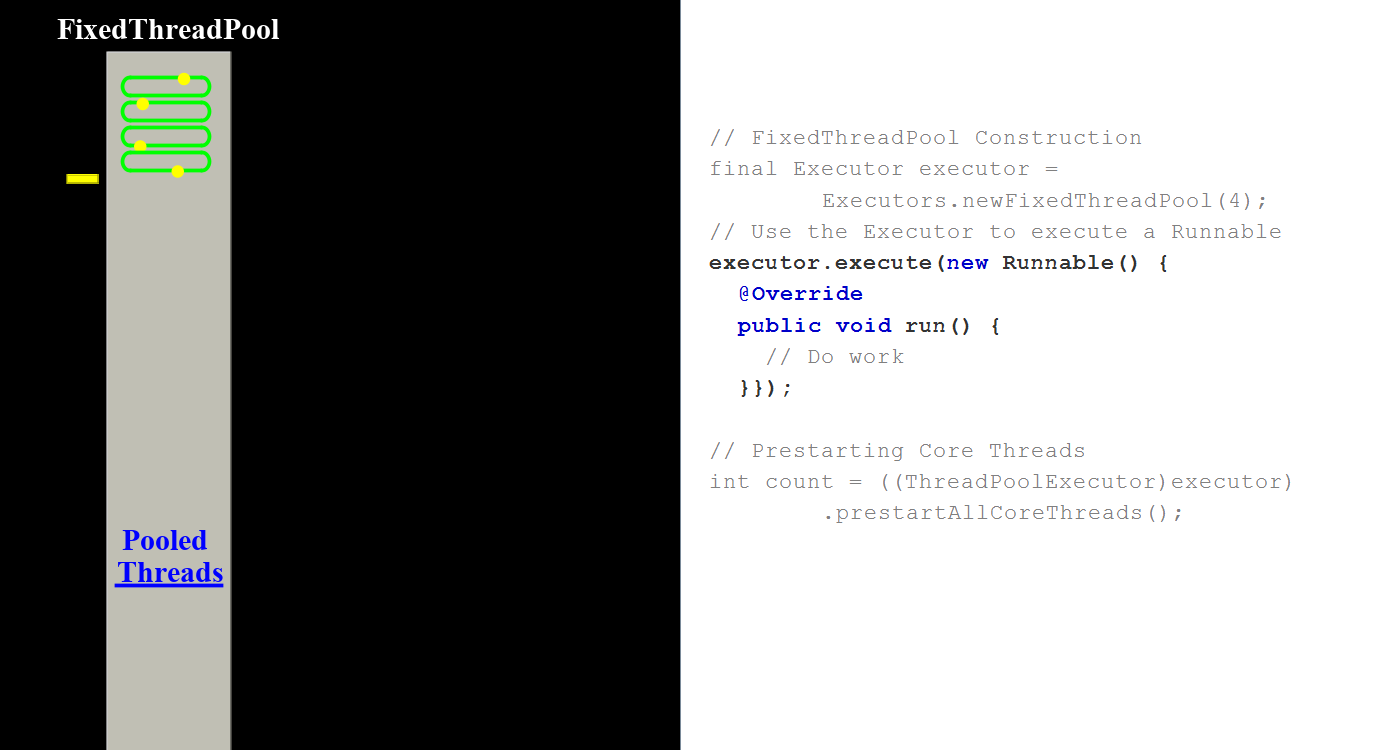 FixedThreadPool
Pooled
Threads
// FixedThreadPool Construction
final Executor executor =
        Executors.newFixedThreadPool(4);
// Use the Executor to execute a Runnable
executor.execute(new Runnable() {
  @Override
  public void run() {
    // Do work
  }});
// Prestarting Core Threads
int count = ((ThreadPoolExecutor)executor)
        .prestartAllCoreThreads();